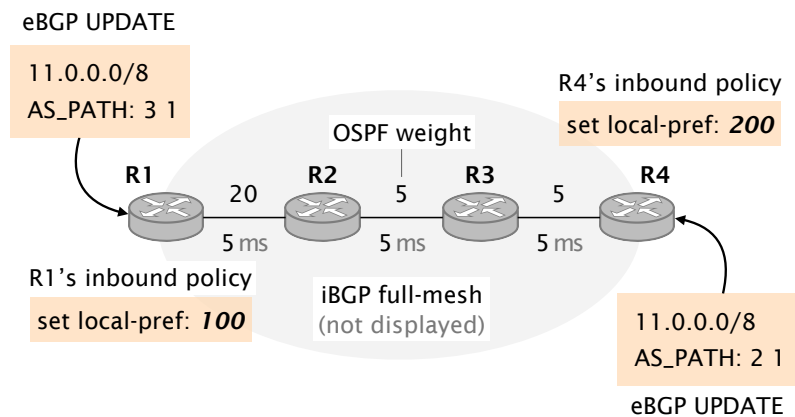 eBGP UPDATE
11.0.0.0/8
AS_PATH: 3 1
R4's inbound policy
set local-pref: 200
OSPF weight
R1
R2
R3
R4
20
5
5
5 ms
5 ms
5 ms
R1's inbound policy
set local-pref: 100
iBGP full-mesh
(not displayed)
11.0.0.0/8
AS_PATH: 2 1
eBGP UPDATE